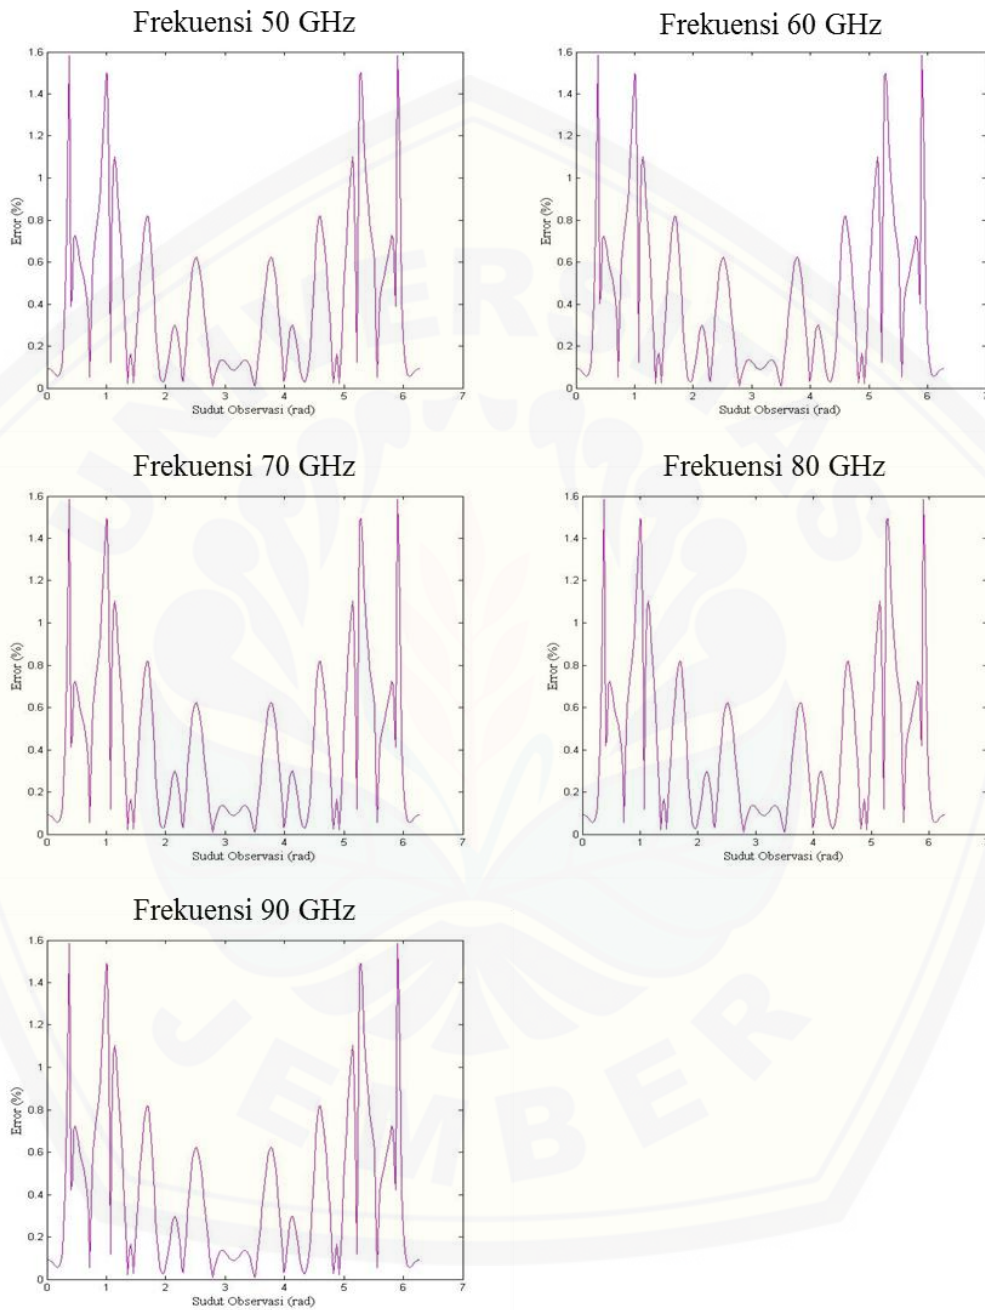 Frekuensi 50 GHz
Frekuensi 60 GHz
1.6
1.4
1.2
1
0.8
0.6
0.4
0.2
0
Error (%)
0 1 2 3 4 5 6 7
Sudut Observasi (rad)
1.6
1.4
1.2
1
0.8
0.6
0.4
0.2
0
Error (%)
0 1 2 3 4 5 6 7
Sudut Observasi (rad)
Frekuensi 70 GHz
Frekuensi 80 GHz
1.6
1.4
1.2
1
0.8
0.6
0.4
0.2
0
Error (%)
0 1 2 3 4 5 6 7
Sudut Observasi (rad)
1.6
1.4
1.2
1
0.8
0.6
0.4
0.2
0
Error (%)
0 1 2 3 4 5 6 7
Sudut Observasi (rad)
Frekuensi 90 GHz
1.6
1.4
1.2
1
0.8
0.6
0.4
0.2
0
Error (%)
0 1 2 3 4 5 6 7
Sudut Observasi (rad)
UNIVERSITAS
JEMBER